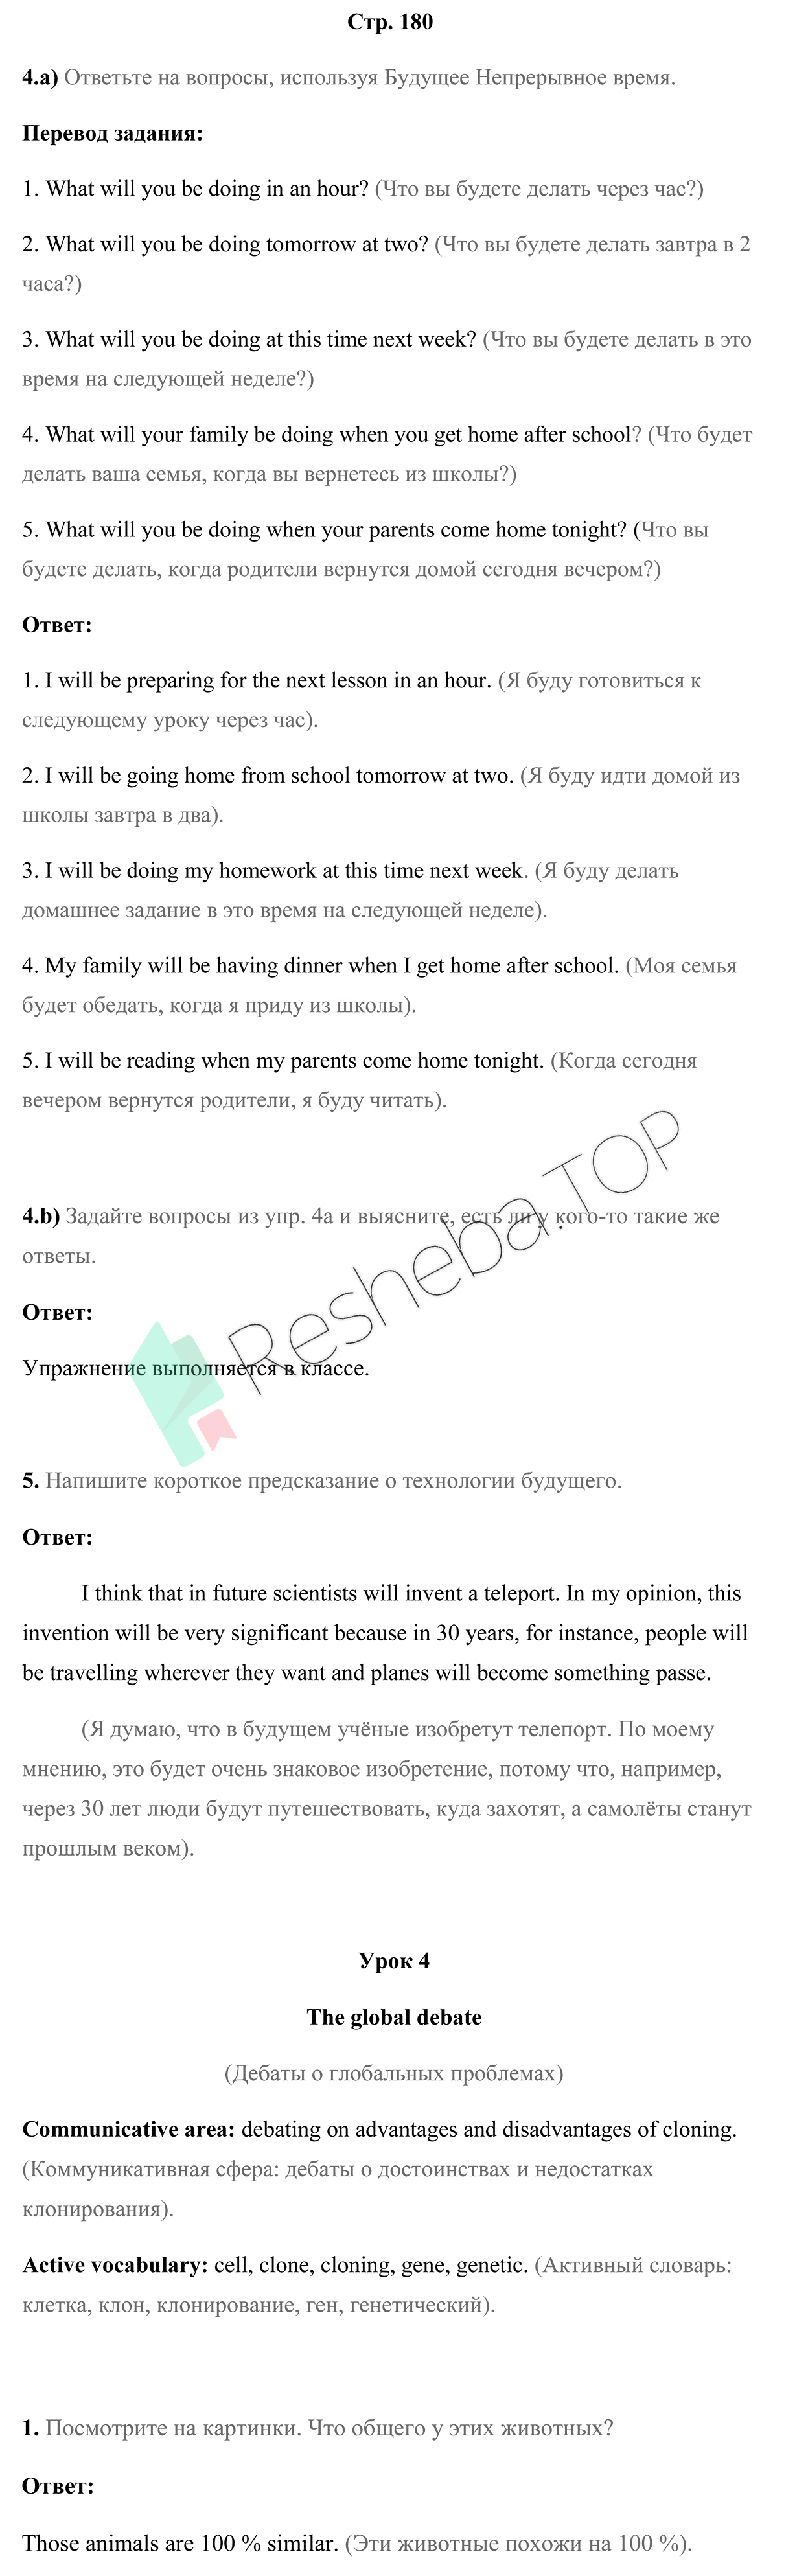 Стр. 180
4.a) Ответьте на вопросы, используя Будущее Непрерывное время.
Перевод задания:
1. What will you be doing in an hour? (Что вы будете делать через час?)
2. What will you be doing tomorrow at two? (Что вы будете делать завтра в 2
часа?)
3. What will you be doing at this time next week? (Что вы будете делать в это
время на следующей неделе?)
4. What will your family be doing when you get home after school? (Что будет
делать ваша семья, когда вы вернетесь из школы?)
5. What will you be doing when your parents come home tonight? (Что вы
будете делать, когда родители вернутся домой сегодня вечером?)
Ответ:
1. I will be preparing for the next lesson in an hour. (Я буду готовиться к
следующему уроку через час).
2. I will be going home from school tomorrow at two. (Я буду идти домой из
школы завтра в два).
3. I will be doing my homework at this time next week. (Я буду делать
домашнее задание в это время на следующей неделе).
4. My family will be having dinner when I get home after school. (Моя семья
будет обедать, когда я приду из школы).
5. I will be reading when my parents come home tonight. (Когда сегодня
вечером вернутся родители, я буду читать).
4.b) Задайте вопросы из упр. 4а и выясните, есть ли у кого-то такие же
ответы.
Ответ:
Resheba.TOP
Упражнение выполняется в классе.
5. Напишите короткое предсказание о технологии будущего.
Ответ:
I think that in future scientists will invent a teleport. In my opinion, this
invention will be very significant because in 30 years, for instance, people will
be travelling wherever they want and planes will become something passe.
(Я думаю, что в будущем учёные изобретут телепорт. По моему
мнению, это будет очень знаковое изобретение, потому что, например,
через 30 лет люди будут путешествовать, куда захотят, а самолёты станут
прошлым веком).
Урок 4
The global debate
(Дебаты о глобальных проблемах)
Communicative area: debating on advantages and disadvantages of cloning.
(Коммуникативная сфера: дебаты о достоинствах и недостатках
клонирования).
Active vocabulary: cell, clone, cloning, gene, genetic. (Активный словарь:
клетка, клон, клонирование, ген, генетический).
1. Посмотрите на картинки. Что общего у этих животных?
Ответ:
Those animals are 100 % similar. (Эти животные похожи на 100 %).